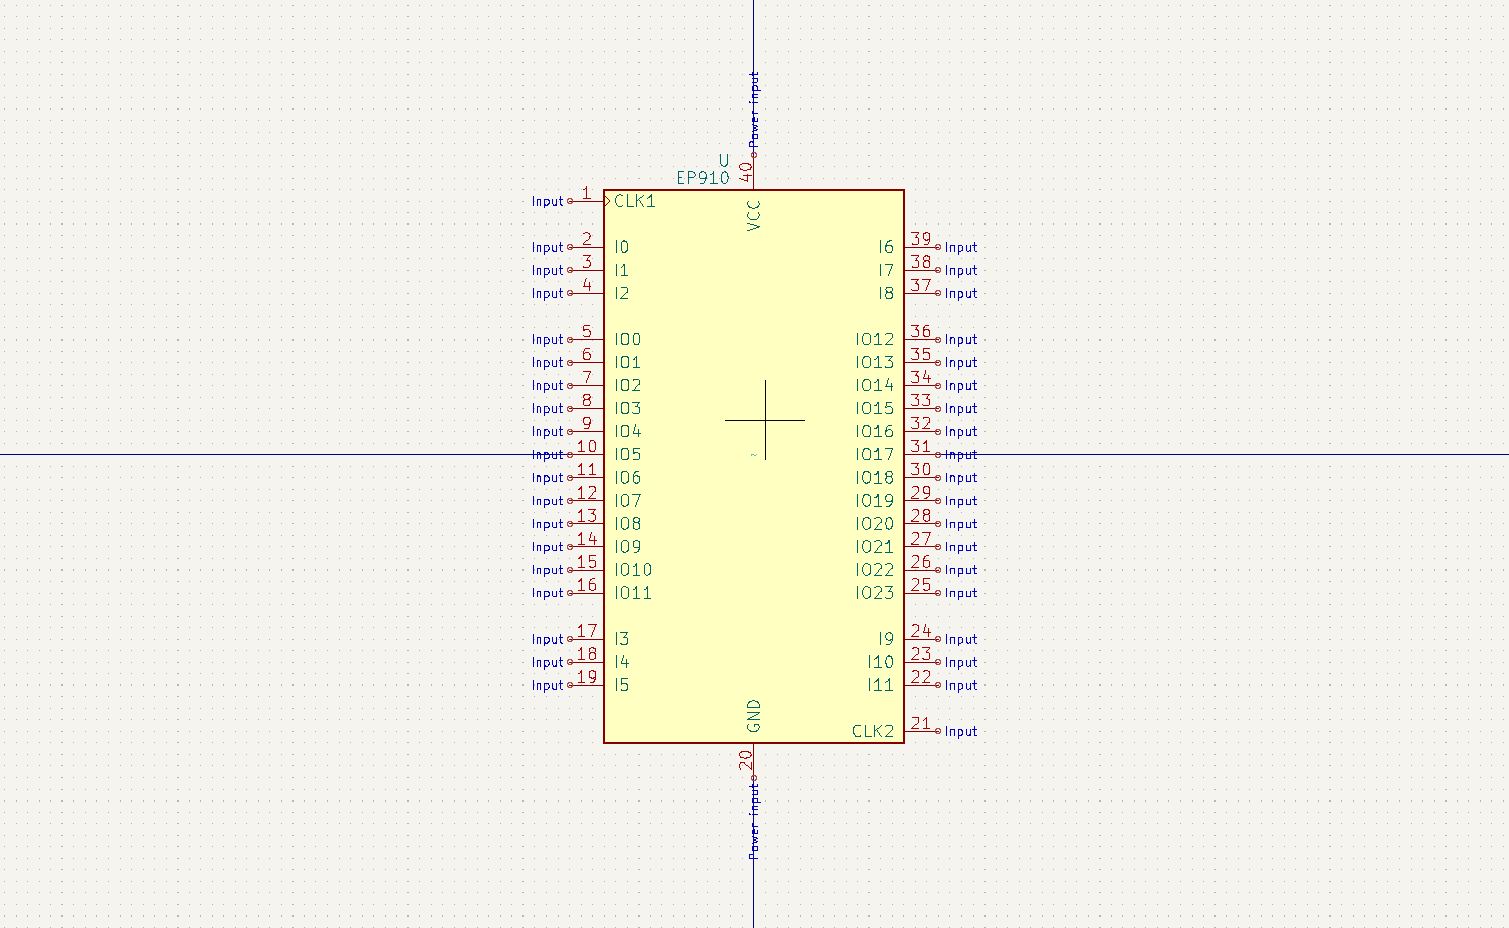 Power input
U
40
EP910
Input 1 CLK1
VCC
Input 2 I0 I6 39 Input
Input 3 I1 I7 38 Input
Input 4 I2 I8 37 Input
Input 5 IO0 IO12 36 Input
Input 6 IO1 IO13 35 Input
Input 7 IO2 IO14 34 Input
Input 8 IO3 IO15 33 Input
Input 9 IO4 IO16 32 Input
Input 10 IO5 ~ IO17 31 Input
Input 11 IO6 IO18 30 Input
Input 12 IO7 IO19 29 Input
Input 13 IO8 IO20 28 Input
Input 14 IO9 IO21 27 Input
Input 15 IO10 IO22 26 Input
Input 16 IO11 IO23 25 Input
Input 17 I3 I9 24 Input
Input 18 I4 I10 23 Input
Input 19 I5 I11 22 Input
GND
CLK2 21 Input
20
Power input